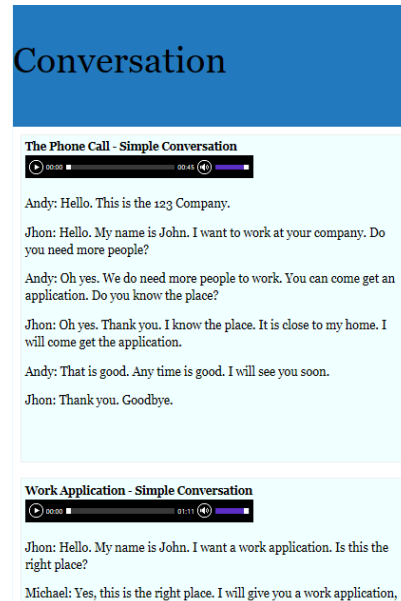 Conversation
The Phone Call - Simple Conversation
00:00 00:45
Andy: Hello. This is the 123 Company.
Jhon: Hello. My name is John. I want to work at your company. Do
you need more people?
Andy: Oh yes. We do need more people to work. You can come get an
application. Do you know the place?
Jhon: Oh yes. Thank you. I know the place. It is close to my home. I
will come get the application.
Andy: That is good. Any time is good. I will see you soon.
Jhon: Thank you. Goodbye.
Work Application - Simple Conversation
00:00 01:11
Jhon: Hello. My name is John. I want a work application. Is this the
right place?
Michael: Yes, this is the right place. I will give you a work application,